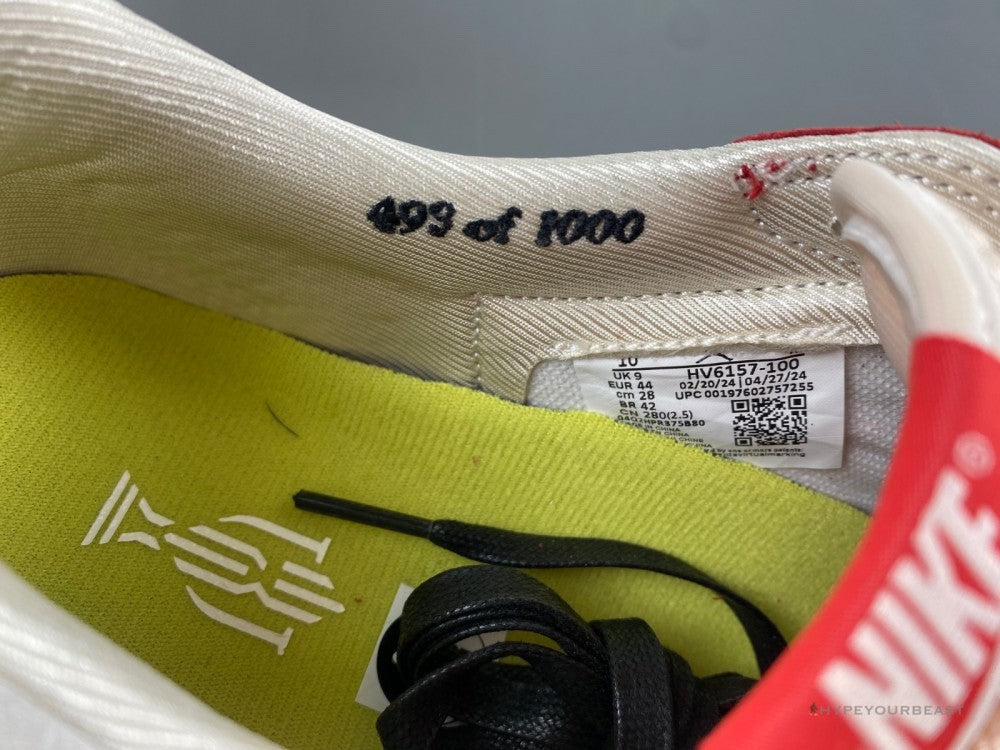 493 of 1000
10
UK 9
EUR 44
cm 28
BR 42
CN 280(2.5)
HV6157-100
02/20/24 | 04/27/24
UPC 00197602757255
NIKE
®
HYPEYOURBEAST